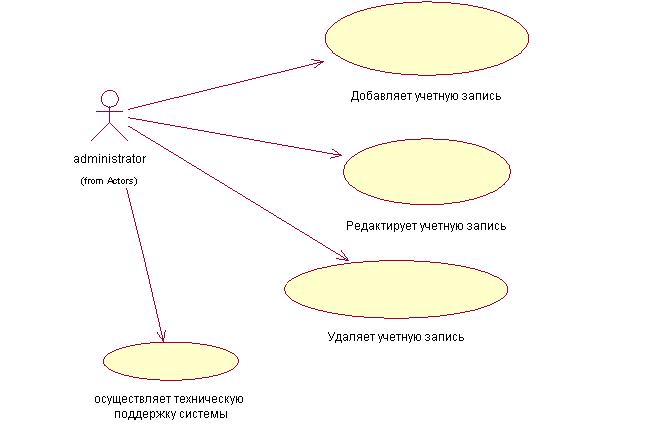 Добавляет учетную запись
administrator
(from Actors)
Редактирует учетную запись
Удаляет учетную запись
осуществляет техническую
поддержку системы